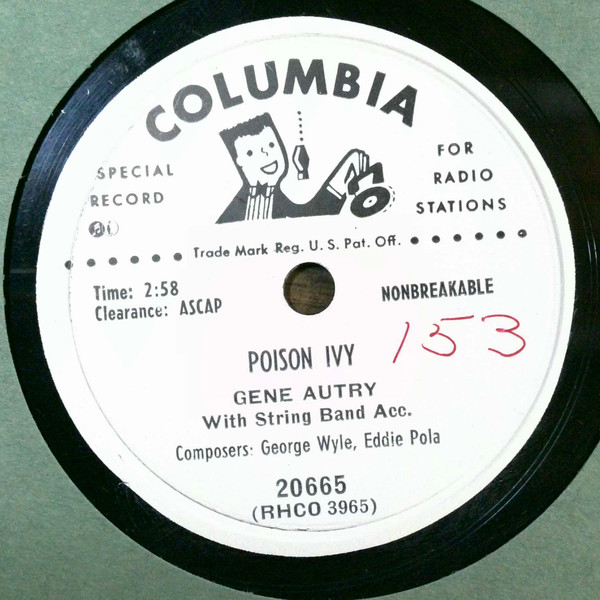 COLUMBIA
SPECIAL
RECORD
FOR
RADIO
STATIONS
Trade Mark Reg. U. S. Pat. Off.
Time: 2:58
Clearance: ASCAP
NONBREAKABLE
153
POISON IVY
GENE AUTRY
With String Band Acc.
Composers: George Wyle, Eddie Pola
20665
(RHCO 3965)